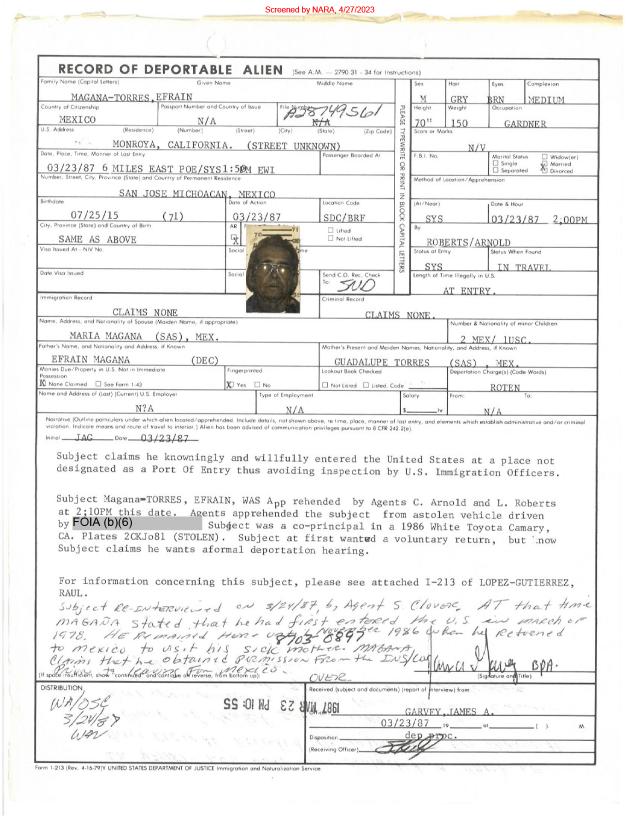 Screened by NARA, 4/27/2023
RECORD OF DEPORTABLE ALIEN (See A.M. — 2790.31 - 34 for Instructions)
Family Name (Capital Letters) Given Name Middle Name
MAGANA-TORRES, EFRAIN
Sex Hair Eyes Complexion
M GRY BRN MEDIUM
Country of Citizenship Passport Number and Country of Issue File Number
MEXICO N/A N/A A28749561
Height Weight Occupation
70" 150 GARDNER
U.S. Address (Residence) (Number) (Street) (City) (State) (Zip Code)
MONROYA, CALIFORNIA. (STREET UNKNOWN)
Scar or Marks
N/V
Date, Place, Time, Manner of Last Entry Passenger Boarded At
03/23/87 6 MILES EAST POE/SYS1:50PM EWI
F.B.I. No. Marital Status
Single Widow(er)
Separated Married
Divorced
Number, Street, City, Province (State) and Country of Permanent Residence
SAN JOSE MICHOACAN, MEXICO
Method of Location/Apprehension
Birthdate Date of Action Location Code
07/25/15 (71) 03/23/87 SDC/BRF
(At/Near) Date & Hour
SYS 03/23/87 2;00PM
City, Province (State) and Country of Birth AR
SAME AS ABOVE X
Lifted
Not Lifted
By
ROBERTS/ARNOLD
Visa Issued At - NIV No. Social
Status at Entry Status When Found
SYS IN TRAVEL
Date Visa Issued Social Send C.O. Rec. Check To:
SND
Length of Time Illegally in U.S.
AT ENTRY.
PLEASE TYPEWRITE OR PRINT IN BLOCK CAPITAL LETTERS
Immigration Record Criminal Record
CLAIMS NONE CLAIMS NONE.
Name, Address, and Nationality of Spouse (Maiden Name, if appropriate) Number & Nationality of minor Children
MARIA MAGANA (SAS), MEX. 2 MEX/ 1USC.
Father's Name, and Nationality and Address, if Known Mother's Present and Maiden Names, Nationality, and Address, if Known
EFRAIN MAGANA (DEC) GUADALUPE TORRES (SAS) , MEX.
Monies Due/Property in U.S. Not in Immediate Possession Fingerprinted Lookout Book Checked Deportation Charge(s) (Code Words)
X None Claimed See Form I-43 X Yes No Not Listed Listed, Code ROTEN
Name and Address of (Last) (Current) U.S. Employer Type of Employment Salary From: To:
N?A N/A $ hr N/A
Narrative (Outline particulars under which alien located/apprehended. Include details, not shown above, re time, place, manner of last entry, and elements which establish administrative and/or criminal
violation. Indicate means and route of travel to interior.) Alien has been advised of communication privileges pursuant to 8 CFR 242.2(e).
Initial JAG Date 03/23/87
Subject claims he knowningly and willfully entered the United States at a place not
designated as a Port Of Entry thus avoiding inspection by U.S. Immigration Officers.
Subject Magana-TORRES, EFRAIN, WAS App rehended by Agents C. Arnold and L. Roberts
at 2;10PM this date. Agents apprehended the subject from astolen vehicle driven
by FOIA (b)(6) Subject was a co-principal in a 1986 White Toyota Camary,
CA. Plates 2CKJo81 (STOLEN). Subject at first wanted a voluntary return, but now
Subject claims he wants aformal deportation hearing.
For information concerning this subject, please see attached I-213 of LOPEZ-GUTIERREZ,
RAUL.
Subject RE-INTERVIEWED ON 3/24/87, by Agent S Clover, AT that time
MAGANA Stated that he had first entered the U.S in MARCH OF
1978. HE REMAINED Here until November 1986 when he Returned
8703 0897
to mexico to visit his sick mother. MAGANA
Claims that he obtained PERMISSION From the INS/
Prior to leaving For Mexico. BPA.
(If space insufficient, show "continued" and continue on reverse, from bottom up) OVER (Signature and Title)
DISTRIBUTION Received (subject and documents) (report of interview) from
WA/OSC
3/24/87
1987 MAR 23 PM 10 55
GARVEY, JAMES A.
03/23/87 19 at ( ) M.
Disposition dep proc.
(Receiving Officer)
Form I-213 (Rev. 4-16-79)Y UNITED STATES DEPARTMENT OF JUSTICE Immigration and Naturalization Service